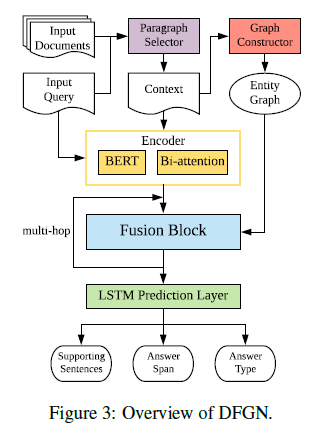 Input
Documents
Paragraph
Selector
Graph
Constructor
Input
Query
Context
Entity
Graph
Encoder
BERT
Bi-attention
multi-hop
Fusion Block
LSTM Prediction Layer
Supporting
Sentences
Answer
Span
Answer
Type
Figure 3: Overview of DFGN.